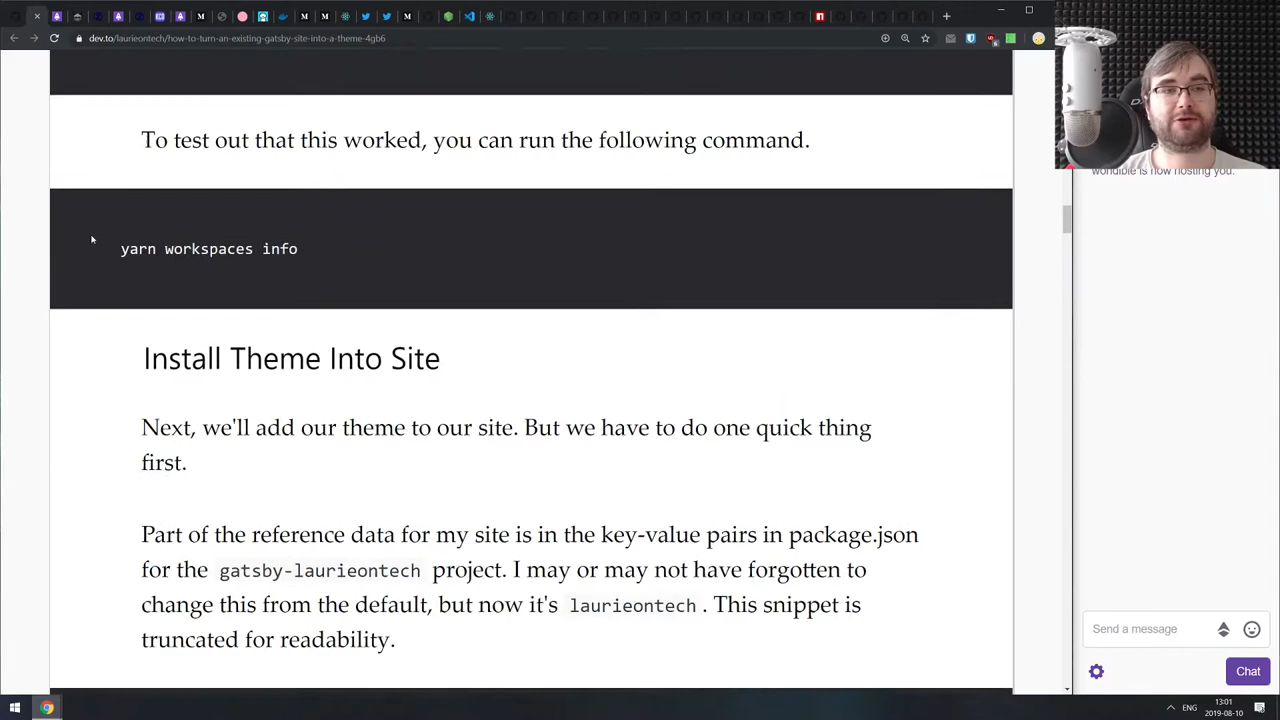 dev.to/laurieontech/how-to-turn-an-existing-gatsby-site-into-a-theme-4gb6
To test out that this worked, you can run the following command.
yarn workspaces info
Install Theme Into Site
Next, we'll add our theme to our site. But we have to do one quick thing
first.
Part of the reference data for my site is in the key-value pairs in package.json
for the gatsby-laurieontech project. I may or may not have forgotten to
change this from the default, but now it's laurieontech . This snippet is
truncated for readability.
is now hosting you.
Send a message
Chat
ENG
13:01
2019-08-10